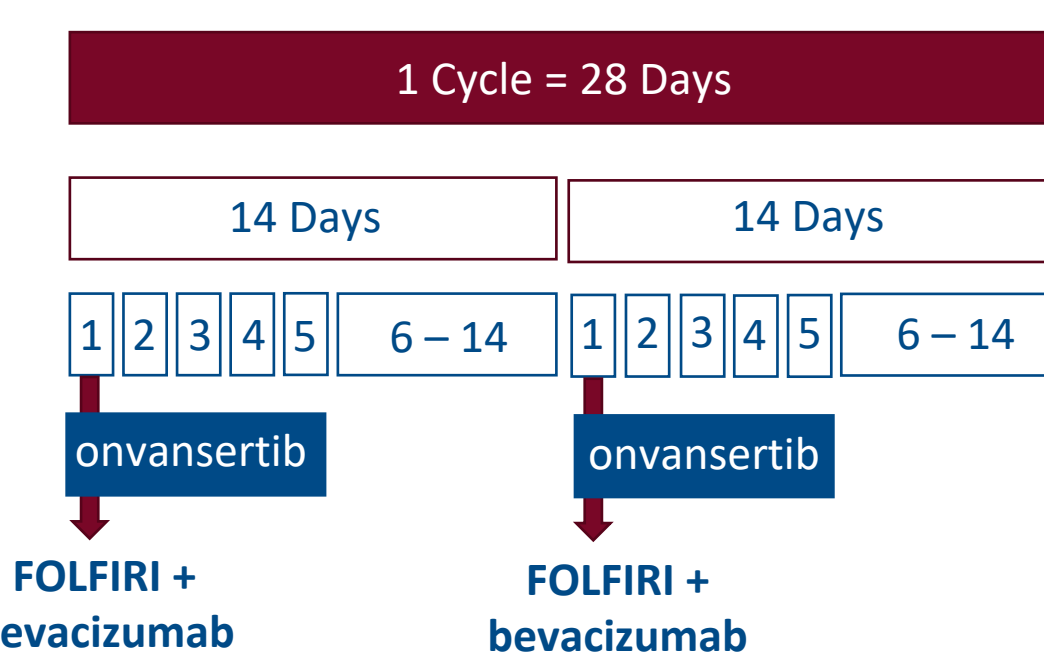 1 Cycle = 28 Days
14 Days 14 Days
1 2 3 4 5 6 – 14 1 2 3 4 5 6 – 14
onvansertib onvansertib
FOLFIRI + FOLFIRI +
evacizumab bevacizumab